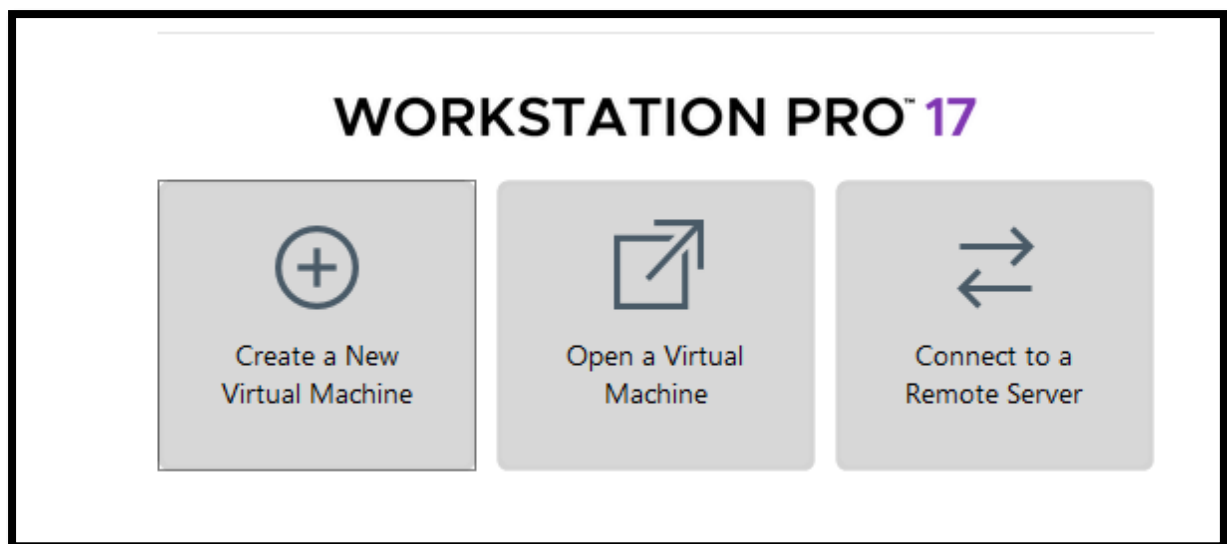 WORKSTATION PRO™ 17
Create a New
Virtual Machine
Open a Virtual
Machine
Connect to a
Remote Server